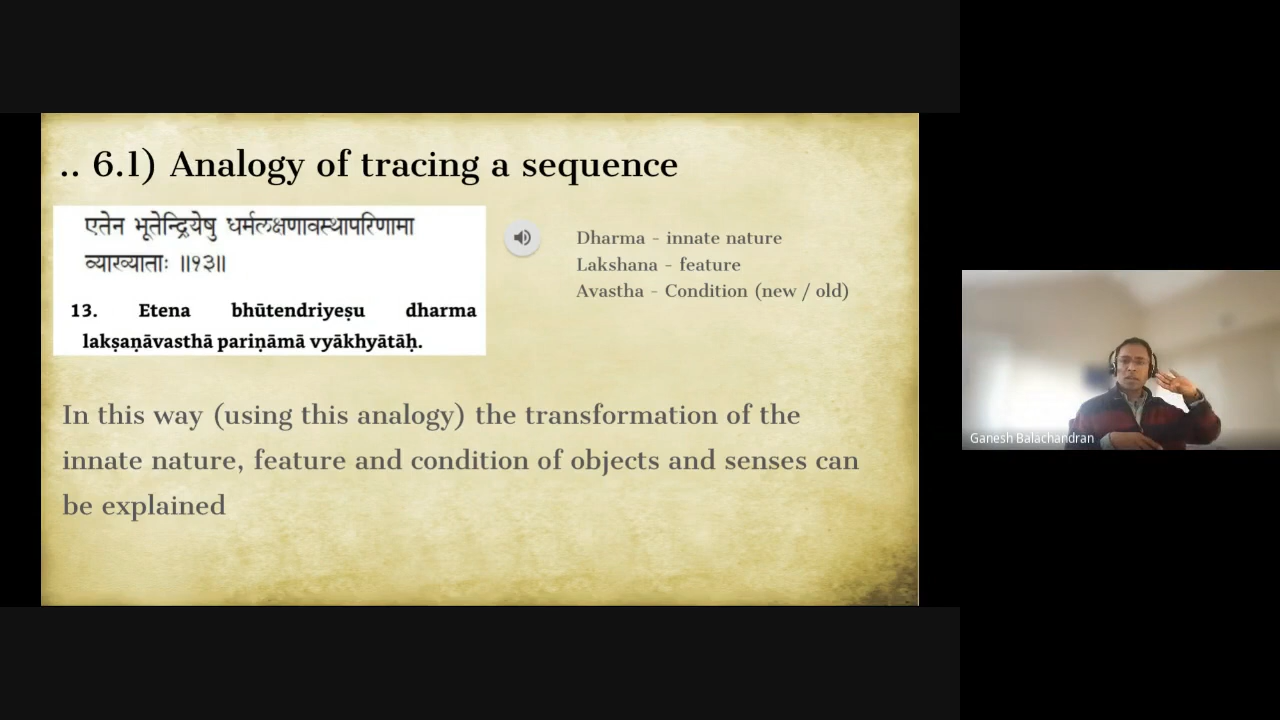 .. 6.1) Analogy of tracing a sequence
एतेन भूतेन्द्रियेषु धर्मलक्षणावस्थापरिणामा
व्याख्याताः ॥१३॥
13. Etena bhūtendriyeṣu dharma
lakṣaṇāvasthā pariṇāmā vyākhyātāḥ.
Dharma - innate nature
Lakshana - feature
Avastha - Condition (new / old)
In this way (using this analogy) the transformation of the
innate nature, feature and condition of objects and senses can
be explained
Ganesh Balachandran